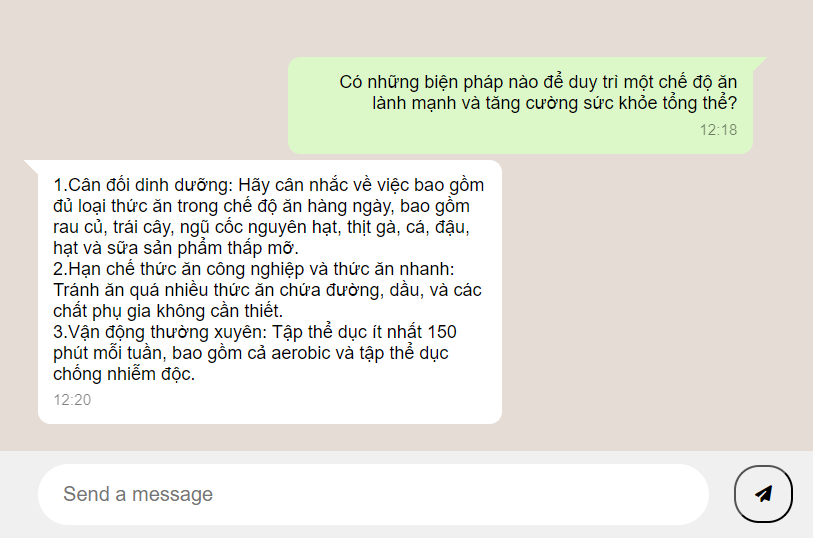 Có những biện pháp nào để duy trì một chế độ ăn
lành mạnh và tăng cường sức khỏe tổng thể?
12:18
1.Cân đối dinh dưỡng: Hãy cân nhắc về việc bao gồm
đủ loại thức ăn trong chế độ ăn hàng ngày, bao gồm
rau củ, trái cây, ngũ cốc nguyên hạt, thịt gà, cá, đậu,
hạt và sữa sản phẩm thấp mỡ.
2.Hạn chế thức ăn công nghiệp và thức ăn nhanh:
Tránh ăn quá nhiều thức ăn chứa đường, dầu, và các
chất phụ gia không cần thiết.
3.Vận động thường xuyên: Tập thể dục ít nhất 150
phút mỗi tuần, bao gồm cả aerobic và tập thể dục
chống nhiễm độc.
12:20
Send a message